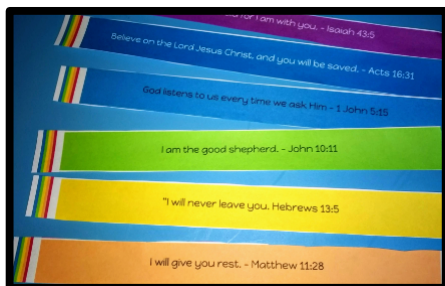 for I am with you. - Isaiah 43:5
Believe on the Lord Jesus Christ, and you will be saved. - Acts 16:31
God listens to us every time we ask Him - 1 John 5:15
I am the good shepherd. - John 10:11
"I will never leave you. Hebrews 13:5
I will give you rest. - Matthew 11:28